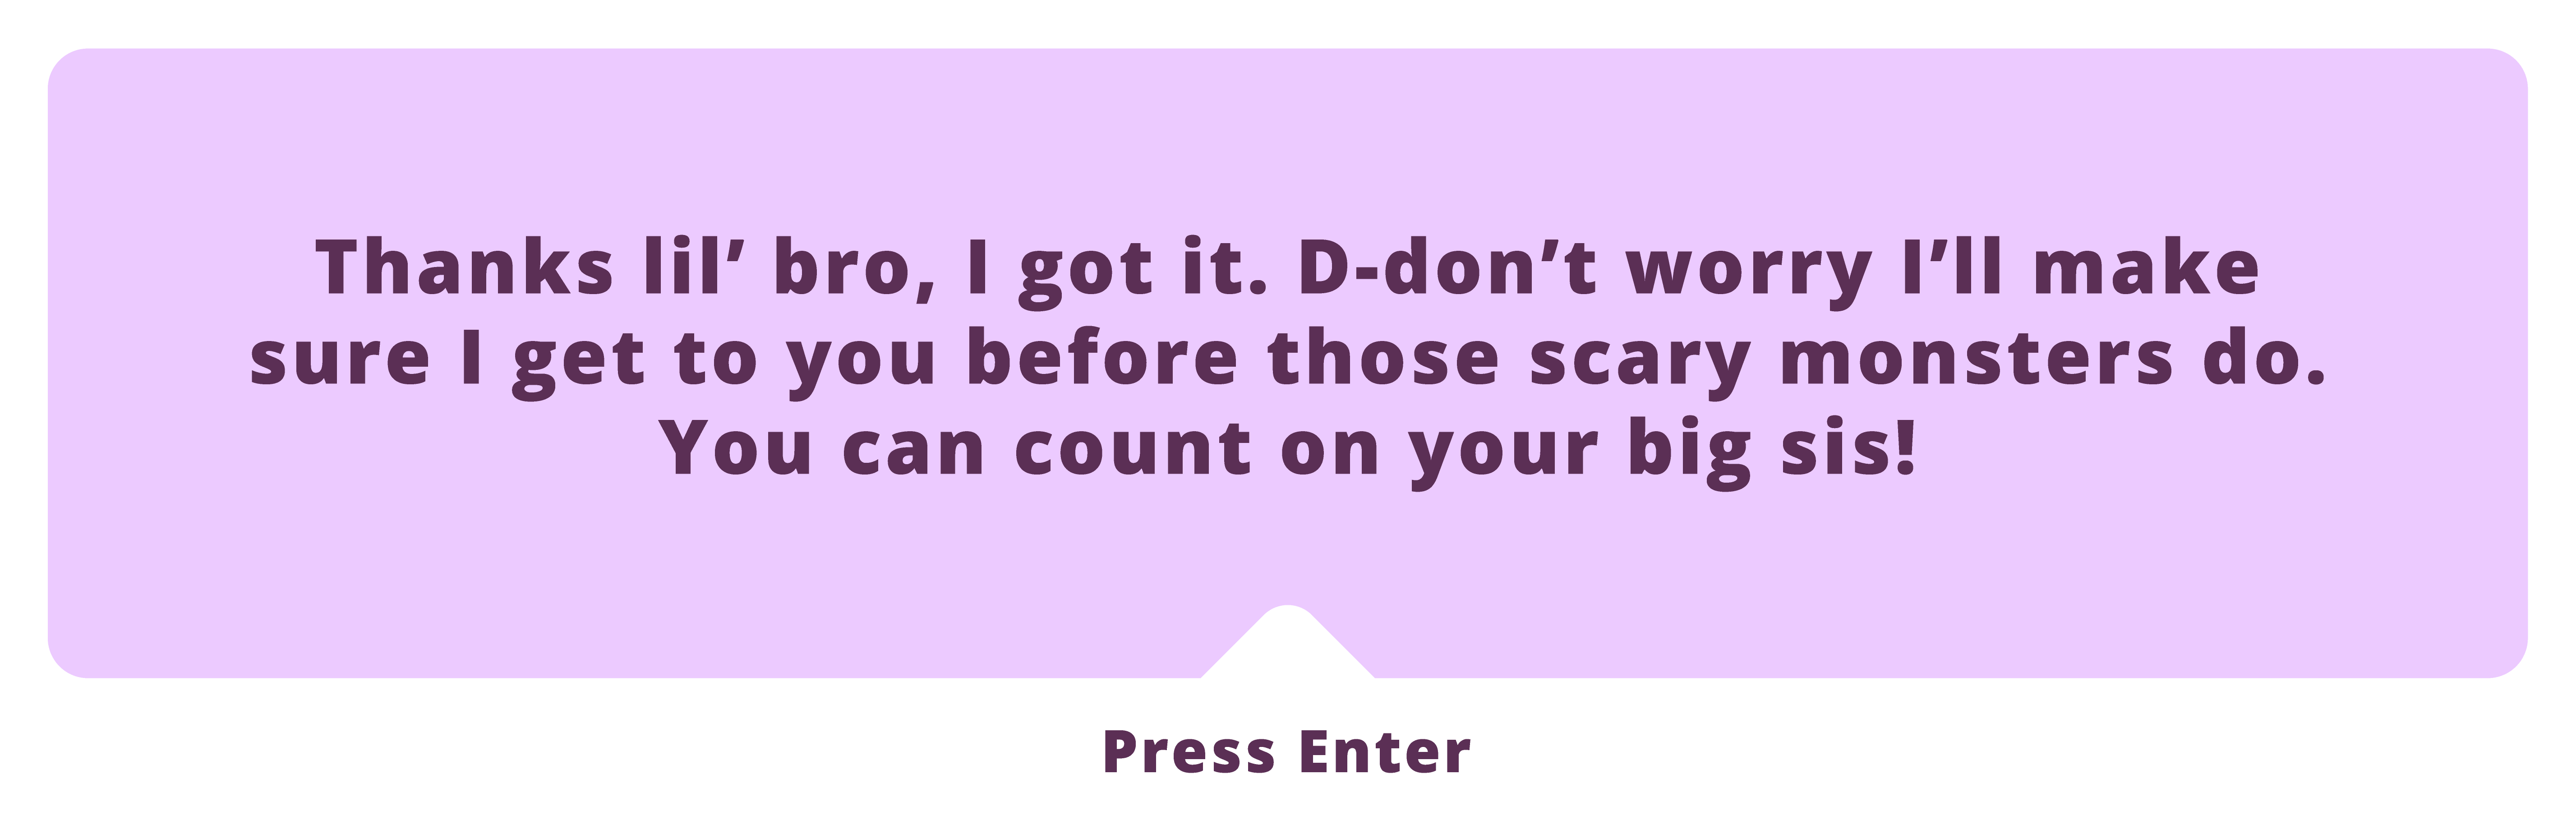 Thanks lil’ bro, I got it. D-don’t worry I’ll make
sure I get to you before those scary monsters do.
You can count on your big sis!
Press Enter